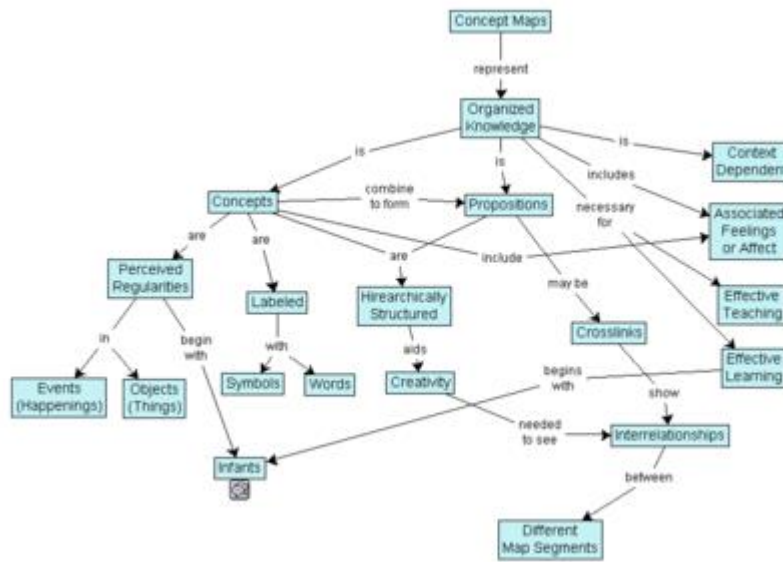 Concept Maps
represent
Organized
Knowledge
is
is
is
Context
Dependent
includes
Concepts
combine
to form
Propositions
necessary
for
Associated
Feelings
or Affect
are
are
are
include
Perceived
Regularities
Labeled
Hirearchically
Structured
may be
Effective
Teaching
in
begin
with
with
aids
Crosslinks
Events
(Happenings)
Objects
(Things)
Symbols
Words
Creativity
begins
with
Effective
Learning
show
needed
to see
Interrelationships
Infants
between
Different
Map Segments